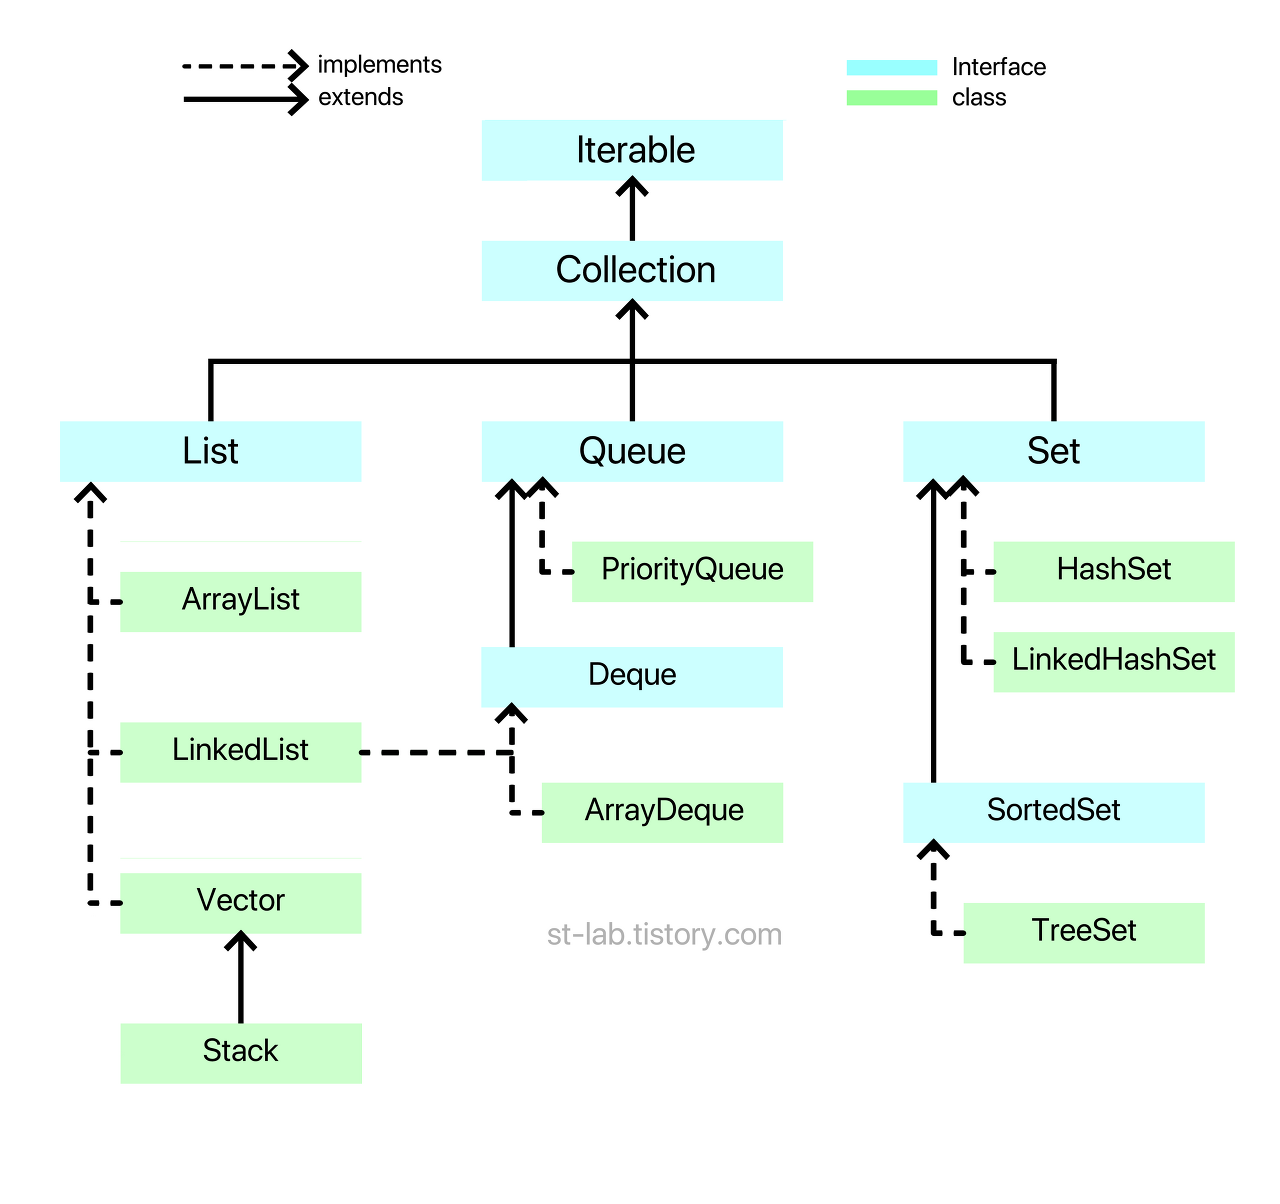 implements
extends
Interface
class
Iterable
Collection
List
Queue
Set
ArrayList
PriorityQueue
HashSet
LinkedHashSet
Deque
LinkedList
ArrayDeque
SortedSet
Vector
st-lab.tistory.com
TreeSet
Stack